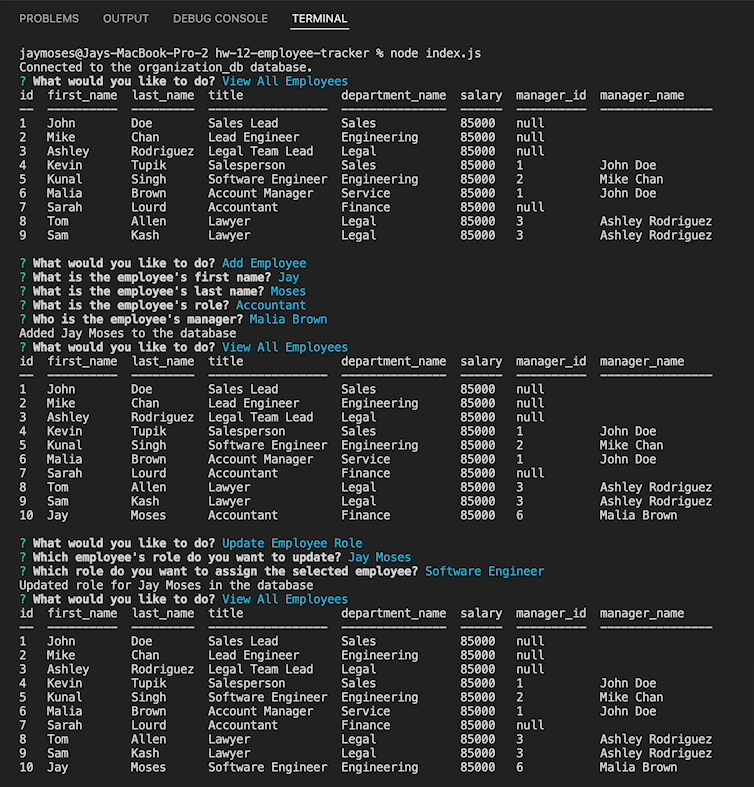 PROBLEMS OUTPUT DEBUG CONSOLE TERMINAL
jaymoses@Jays-MacBook-Pro-2 hw-12-employee-tracker % node index.js
Connected to the organization_db database.
? What would you like to do? View All Employees
id first_name last_name title department_name salary manager_id manager_name
1 John Doe Sales Lead Sales 85000 null
2 Mike Chan Lead Engineer Engineering 85000 null
3 Ashley Rodriguez Legal Team Lead Legal 85000 null
4 Kevin Tupik Salesperson Sales 85000 1 John Doe
5 Kunal Singh Software Engineer Engineering 85000 2 Mike Chan
6 Malia Brown Account Manager Service 85000 1 John Doe
7 Sarah Lourd Accountant Finance 85000 null
8 Tom Allen Lawyer Legal 85000 3 Ashley Rodriguez
9 Sam Kash Lawyer Legal 85000 3 Ashley Rodriguez
? What would you like to do? Add Employee
? What is the employee's first name? Jay
? What is the employee's last name? Moses
? What is the employee's role? Accountant
? Who is the employee's manager? Malia Brown
Added Jay Moses to the database
? What would you like to do? View All Employees
id first_name last_name title department_name salary manager_id manager_name
1 John Doe Sales Lead Sales 85000 null
2 Mike Chan Lead Engineer Engineering 85000 null
3 Ashley Rodriguez Legal Team Lead Legal 85000 null
4 Kevin Tupik Salesperson Sales 85000 1 John Doe
5 Kunal Singh Software Engineer Engineering 85000 2 Mike Chan
6 Malia Brown Account Manager Service 85000 1 John Doe
7 Sarah Lourd Accountant Finance 85000 null
8 Tom Allen Lawyer Legal 85000 3 Ashley Rodriguez
9 Sam Kash Lawyer Legal 85000 3 Ashley Rodriguez
10 Jay Moses Accountant Finance 85000 6 Malia Brown
? What would you like to do? Update Employee Role
? Which employee's role do you want to update? Jay Moses
? Which role do you want to assign the selected employee? Software Engineer
Updated role for Jay Moses in the database
? What would you like to do? View All Employees
id first_name last_name title department_name salary manager_id manager_name
1 John Doe Sales Lead Sales 85000 null
2 Mike Chan Lead Engineer Engineering 85000 null
3 Ashley Rodriguez Legal Team Lead Legal 85000 null
4 Kevin Tupik Salesperson Sales 85000 1 John Doe
5 Kunal Singh Software Engineer Engineering 85000 2 Mike Chan
6 Malia Brown Account Manager Service 85000 1 John Doe
7 Sarah Lourd Accountant Finance 85000 null
8 Tom Allen Lawyer Legal 85000 3 Ashley Rodriguez
9 Sam Kash Lawyer Legal 85000 3 Ashley Rodriguez
10 Jay Moses Software Engineer Engineering 85000 6 Malia Brown